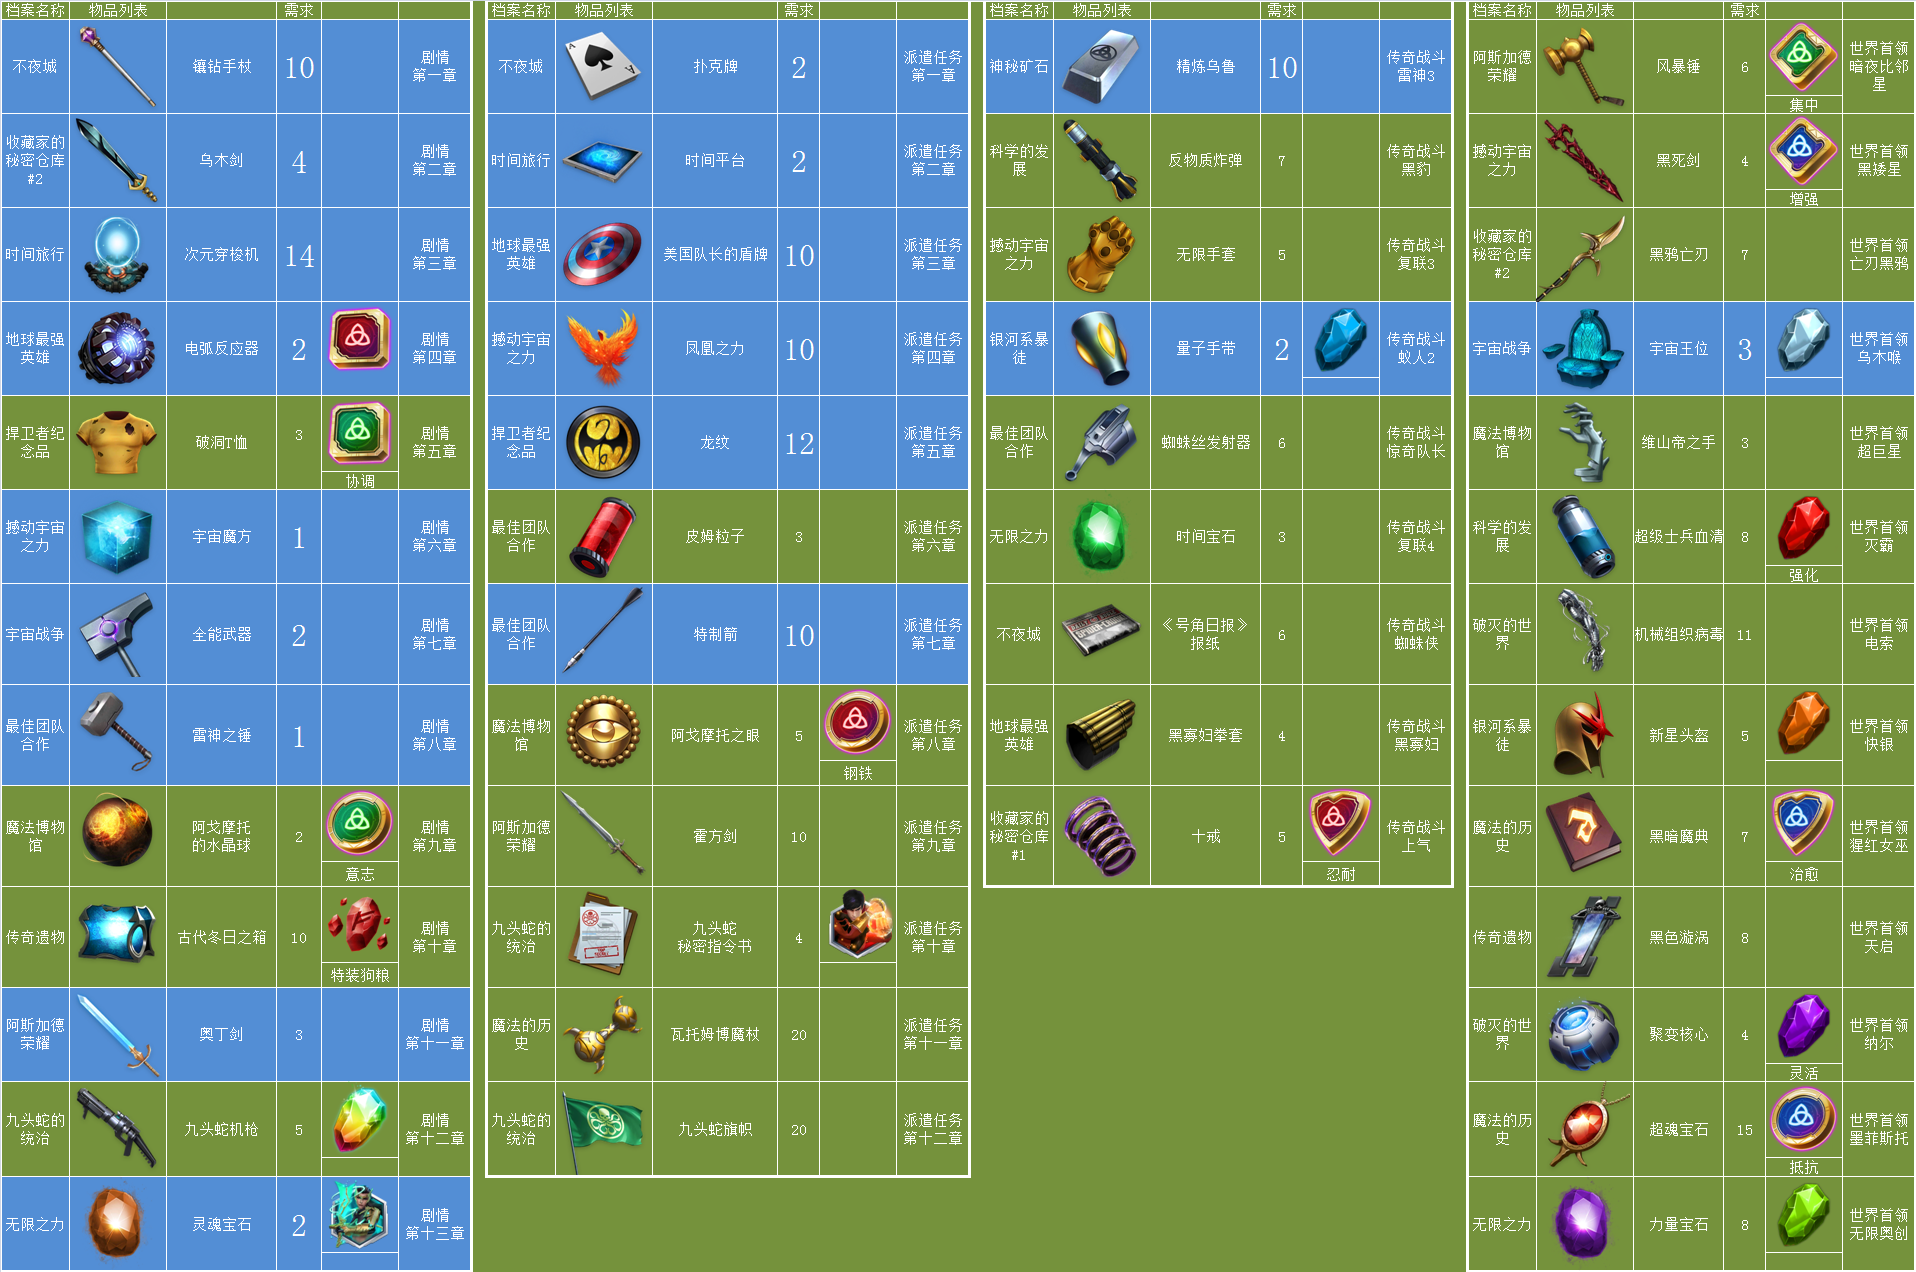 档案名称 物品列表 需求
不夜城 镶钻手杖 10 剧情
第一章
收藏家的
秘密仓库
#2 乌木剑 4 剧情
第二章
时间旅行 次元穿梭机 14 剧情
第三章
地球最强
英雄 电弧反应器 2 剧情
第四章
捍卫者纪
念品 破洞T恤 3 协调 剧情
第五章
撼动宇宙
之力 宇宙魔方 1 剧情
第六章
宇宙战争 全能武器 2 剧情
第七章
最佳团队
合作 雷神之锤 1 剧情
第八章
魔法博物
馆 阿戈摩托
的水晶球 2 意志 剧情
第九章
传奇遗物 古代冬日之箱 10 特装狗粮 剧情
第十章
阿斯加德
荣耀 奥丁剑 3 剧情
第十一章
九头蛇的
统治 九头蛇机枪 5 剧情
第十二章
无限之力 灵魂宝石 2 剧情
第十三章
档案名称 物品列表 需求
不夜城 扑克牌 2 派遣任务
第一章
时间旅行 时间平台 2 派遣任务
第二章
地球最强
英雄 美国队长的盾牌 10 派遣任务
第三章
撼动宇宙
之力 凤凰之力 10 派遣任务
第四章
捍卫者纪
念品 龙纹 12 派遣任务
第五章
最佳团队
合作 皮姆粒子 3 派遣任务
第六章
最佳团队
合作 特制箭 10 派遣任务
第七章
魔法博物
馆 阿戈摩托之眼 5 钢铁 派遣任务
第八章
阿斯加德
荣耀 霍方剑 10 派遣任务
第九章
九头蛇的
统治 九头蛇
秘密指令书 4 派遣任务
第十章
魔法的历
史 瓦托姆博魔杖 20 派遣任务
第十一章
九头蛇的
统治 九头蛇旗帜 20 派遣任务
第十二章
档案名称 物品列表 需求
神秘矿石 精炼乌鲁 10 传奇战斗
雷神3
科学的发
展 反物质炸弹 7 传奇战斗
黑豹
撼动宇宙
之力 无限手套 5 传奇战斗
复联3
银河系暴
徒 量子手带 2 传奇战斗
蚁人2
最佳团队
合作 蜘蛛丝发射器 6 传奇战斗
惊奇队长
无限之力 时间宝石 3 传奇战斗
复联4
不夜城 《号角日报》
报纸 6 传奇战斗
蜘蛛侠
地球最强
英雄 黑寡妇拳套 4 传奇战斗
黑寡妇
收藏家的
秘密仓库
#1 十戒 5 忍耐 传奇战斗
上气
档案名称 物品列表 需求
阿斯加德
荣耀 风暴锤 6 集中 世界首领
暗夜比邻
星
撼动宇宙
之力 黑死剑 4 增强 世界首领
黑矮星
收藏家的
秘密仓库
#2 黑鸦亡刃 7 世界首领
亡刃黑鸦
宇宙战争 宇宙王位 3 世界首领
乌木喉
魔法博物
馆 维山帝之手 3 世界首领
超巨星
科学的发
展 超级士兵血清 8 强化 世界首领
灭霸
破灭的世
界 机械组织病毒 11 世界首领
电索
银河系暴
徒 新星头盔 5 世界首领
快银
魔法的历
史 黑暗魔典 7 治愈 世界首领
猩红女巫
传奇遗物 黑色漩涡 8 世界首领
天启
破灭的世
界 聚变核心 4 灵活 世界首领
纳尔
魔法的历
史 超魂宝石 15 抵抗 世界首领
墨菲斯托
无限之力 力量宝石 8 世界首领
无限奥创